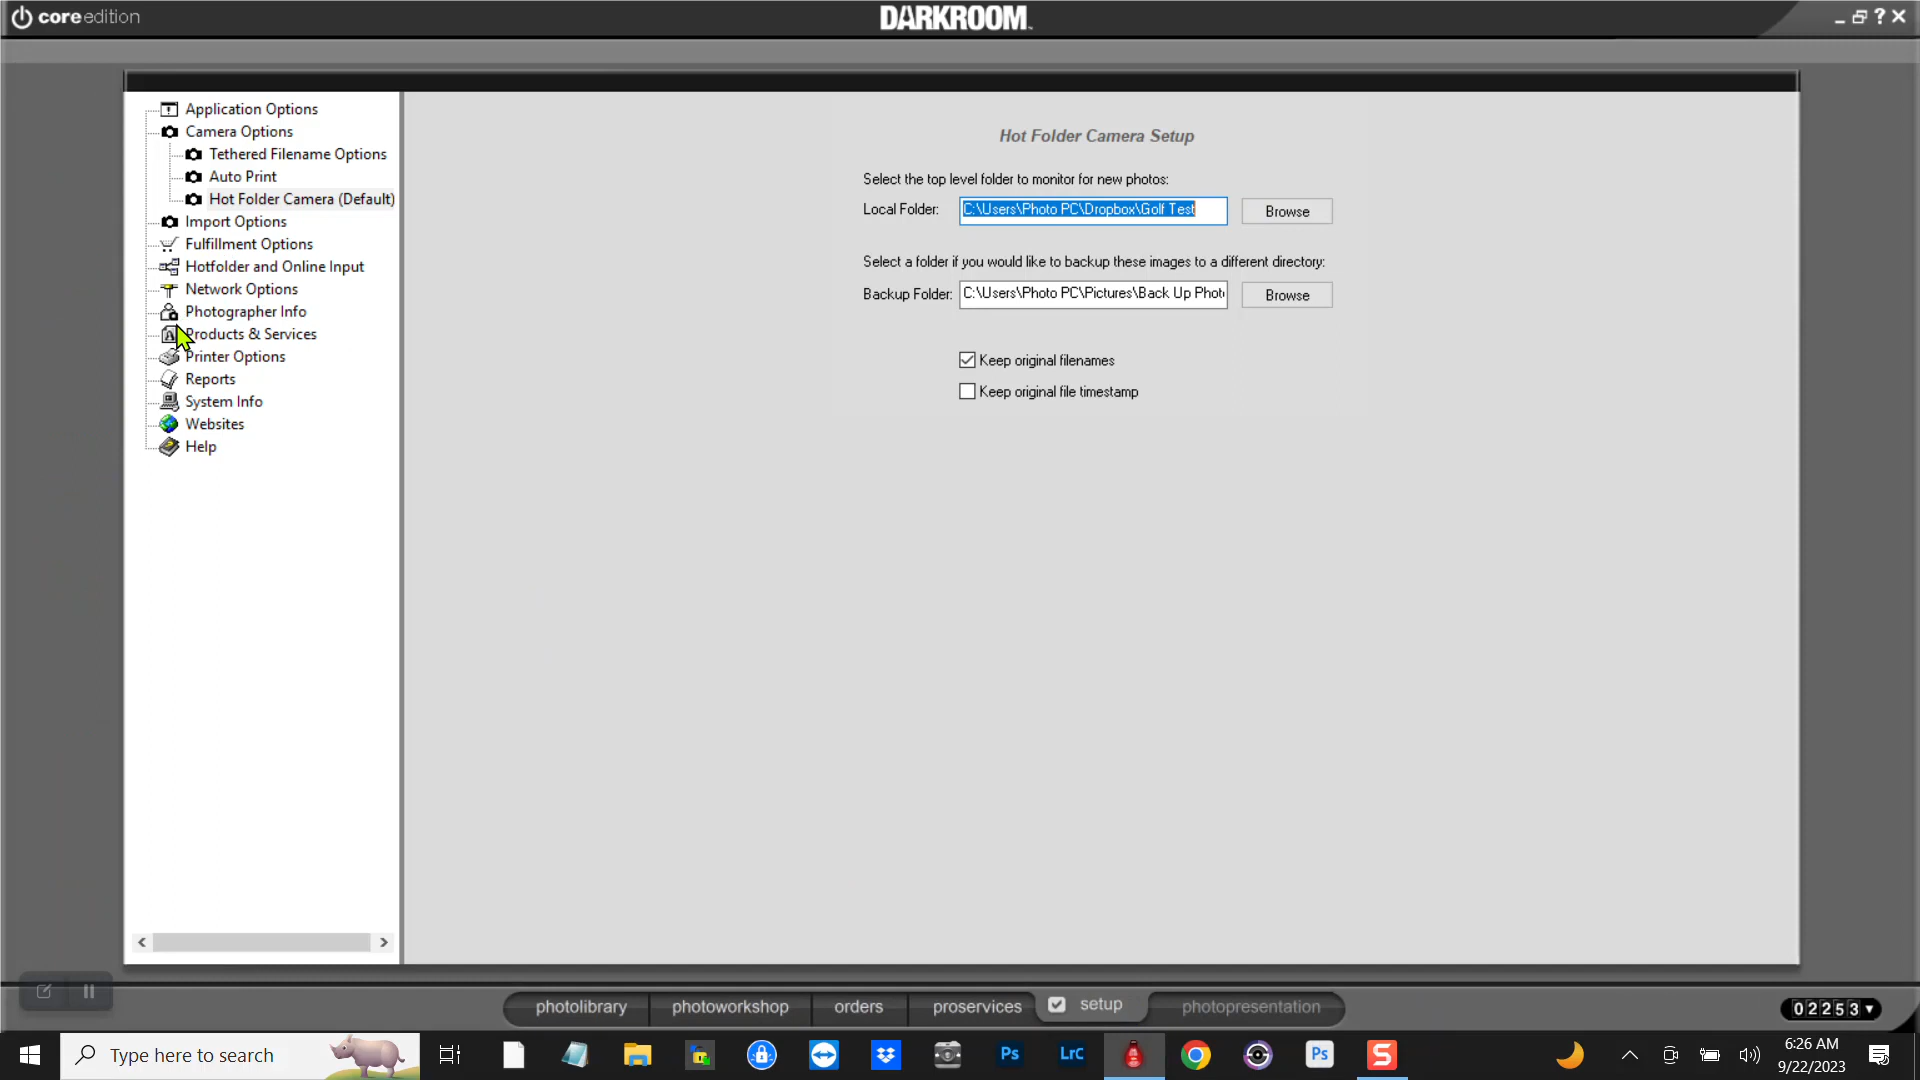 core edition
DARKROOM
Application Options
Camera Options
Tethered Filename Options
Auto Print
Hot Folder Camera (Default)
Import Options
Fulfillment Options
Hotfolder and Online Input
Network Options
Photographer Info
Products & Services
Printer Options
Reports
System Info
Websites
Help
Hot Folder Camera Setup
Select the top level folder to monitor for new photos:
Local Folder: C:\Users\Photo PC\Dropbox\Golf Test Browse
Select a folder if you would like to backup these images to a different directory:
Backup Folder: C:\Users\Photo PC\Pictures\Back Up Phot Browse
Keep original filenames
Keep original file timestamp
photolibrary photoworkshop orders proservices setup photopresentation
02253
Type here to search
Ps LrC Ps S
6:26 AM
9/22/2023